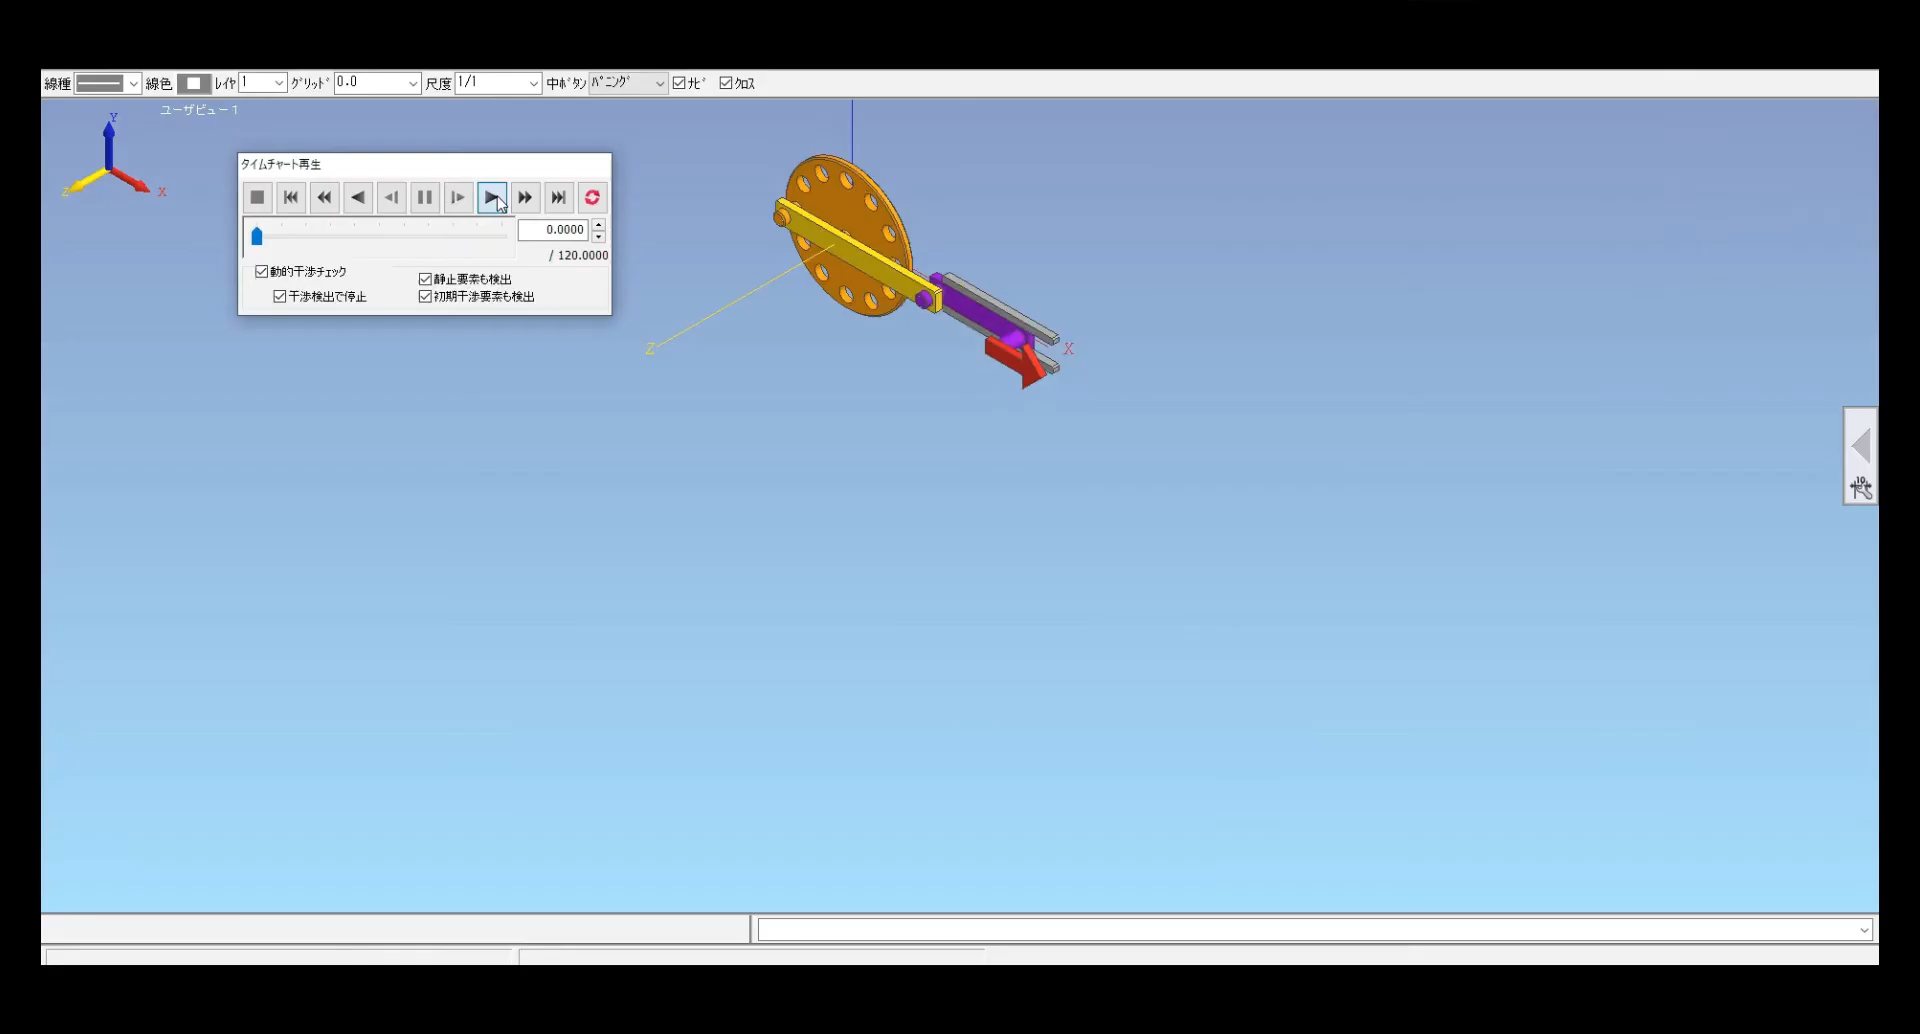 線種 線色 ﾚｲﾔ 1 ｸﾞﾘｯﾄﾞ 0.0 尺度 1/1 中ﾎﾞﾀﾝ ﾊﾟﾆﾝｸﾞ ﾅﾋﾞ ｸﾛｽ
ユーザビュー1
Y
Z
X
タイムチャート再生
0.0000
/ 120.0000
動的干渉チェック
静止要素も検出
干渉検出で停止
初期干渉要素も検出
Z
X
10